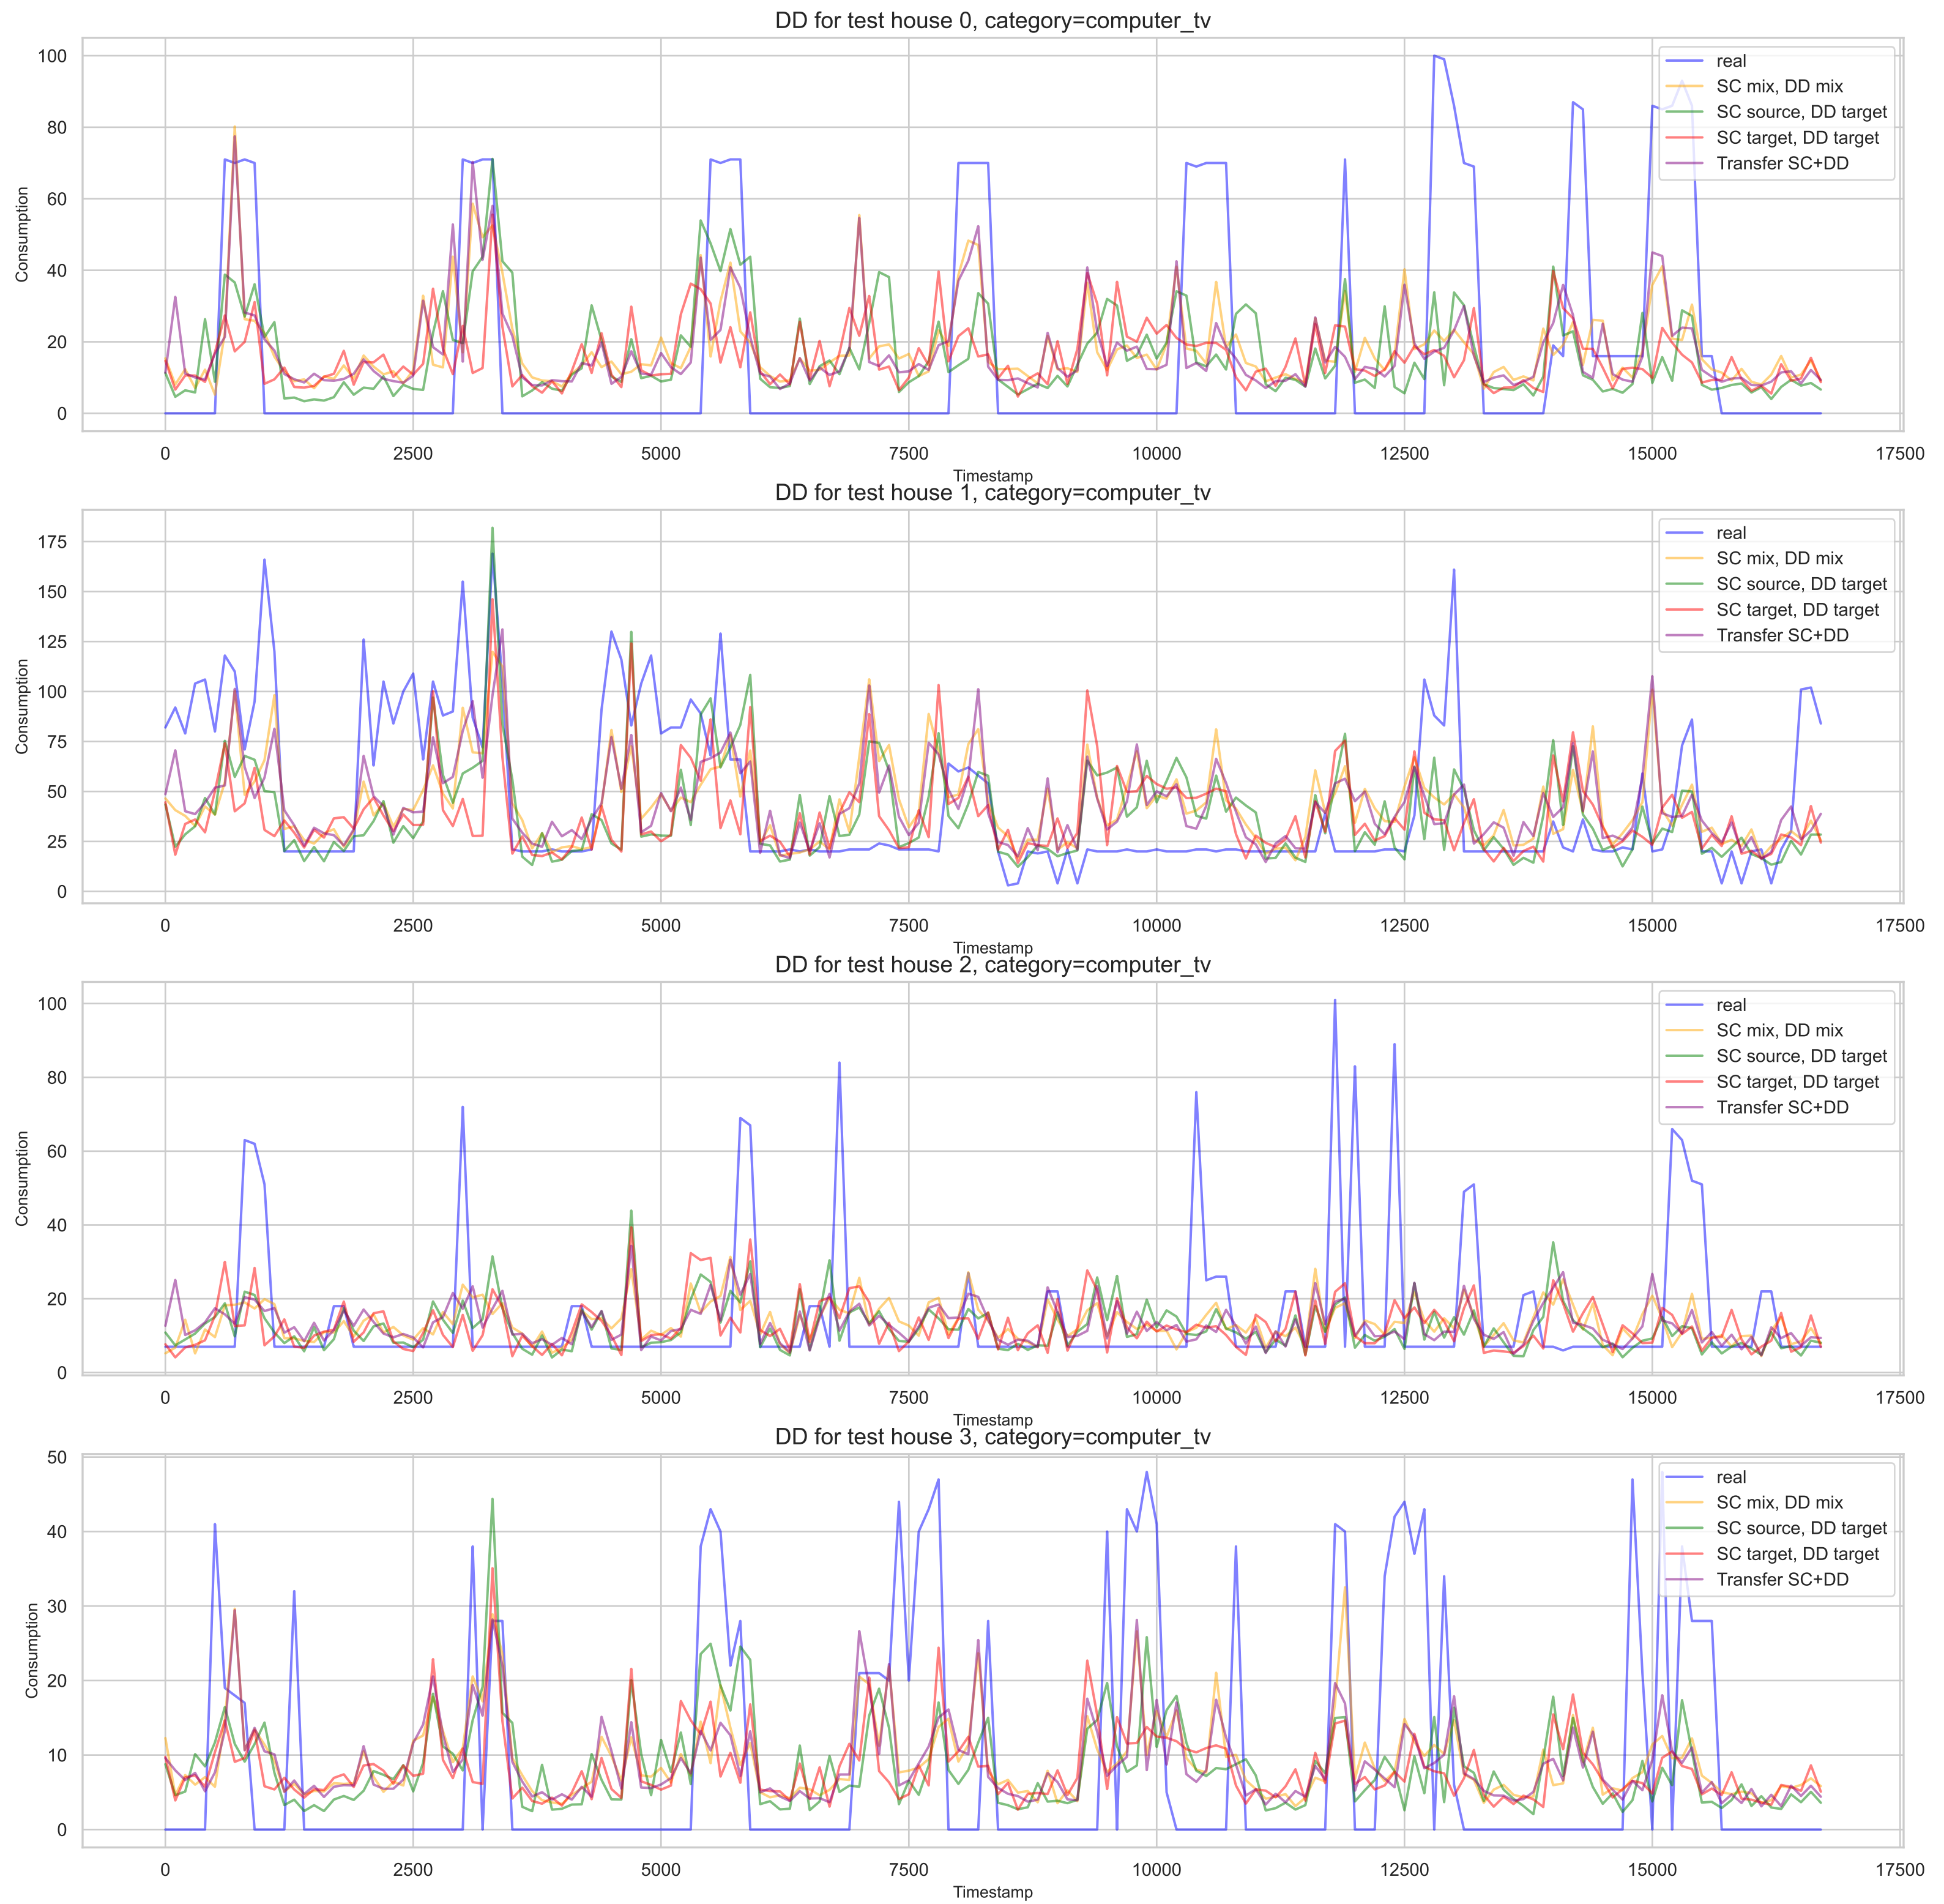 DD for test house 0, category=computer_tv
100
80
60
40
20
0
Consumption
real
SC mix, DD mix
SC source, DD target
SC target, DD target
Transfer SC+DD
0 2500 5000 7500 10000 12500 15000 17500
Timestamp
DD for test house 1, category=computer_tv
175
150
125
100
75
50
25
0
Consumption
real
SC mix, DD mix
SC source, DD target
SC target, DD target
Transfer SC+DD
0 2500 5000 7500 10000 12500 15000 17500
Timestamp
DD for test house 2, category=computer_tv
100
80
60
40
20
0
Consumption
real
SC mix, DD mix
SC source, DD target
SC target, DD target
Transfer SC+DD
0 2500 5000 7500 10000 12500 15000 17500
Timestamp
DD for test house 3, category=computer_tv
50
40
30
20
10
0
Consumption
real
SC mix, DD mix
SC source, DD target
SC target, DD target
Transfer SC+DD
0 2500 5000 7500 10000 12500 15000 17500
Timestamp